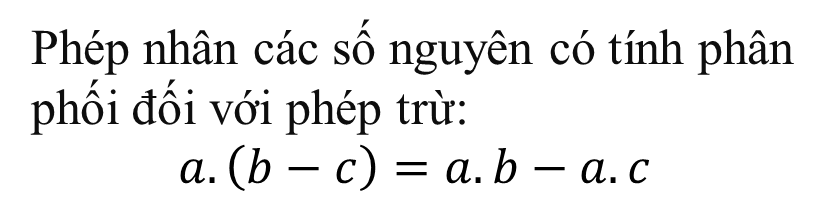 Phép nhân các số nguyên có tính phân
phối đối với phép trừ:
a. (b − c) = a. b − a. c